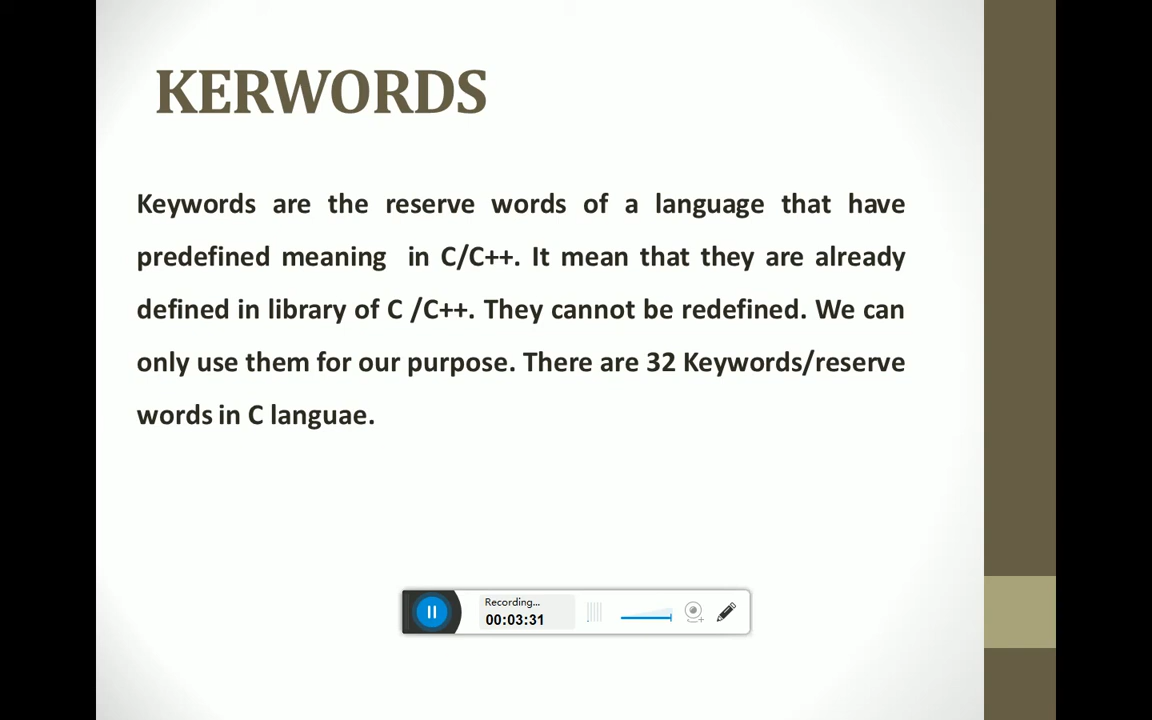 KERWORDS
Keywords are the reserve words of a language that have
predefined meaning in C/C++. It mean that they are already
defined in library of C /C++. They cannot be redefined. We can
only use them for our purpose. There are 32 Keywords/reserve
words in C languae.
Recording...
00:03:31